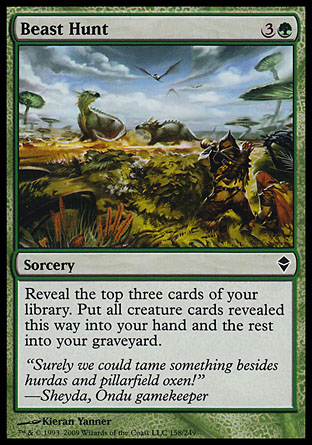 Beast Hunt 3
Sorcery
Reveal the top three cards of your
library. Put all creature cards revealed
this way into your hand and the rest
into your graveyard.
“Surely we could tame something besides
hurdas and pillarfield oxen!”
—Sheyda, Ondu gamekeeper
Kieran Yanner
™ & © 1993–2009 Wizards of the Coast LLC 158/249